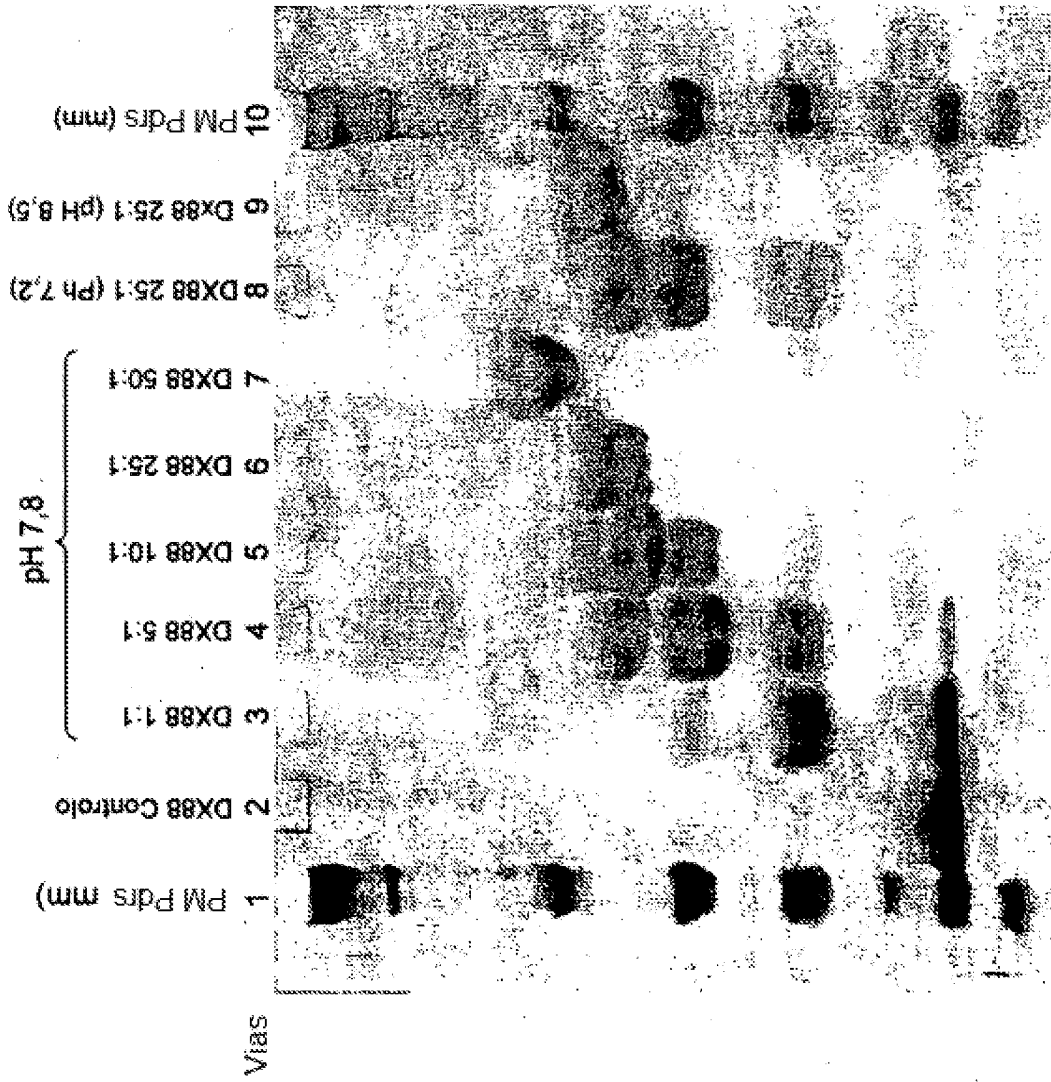 Vias
1 PM Pdrs mm)
2 DX88 Controlo
3 DX88 1:1
4 DX88 5:1
5 DX88 10:1
6 DX88 25:1
7 DX88 50:1
pH 7,8
8 DX88 25:1 (Ph 7,2)
9 Dx88 25:1 (pH 8,5)
10 PM Pdrs (mm)